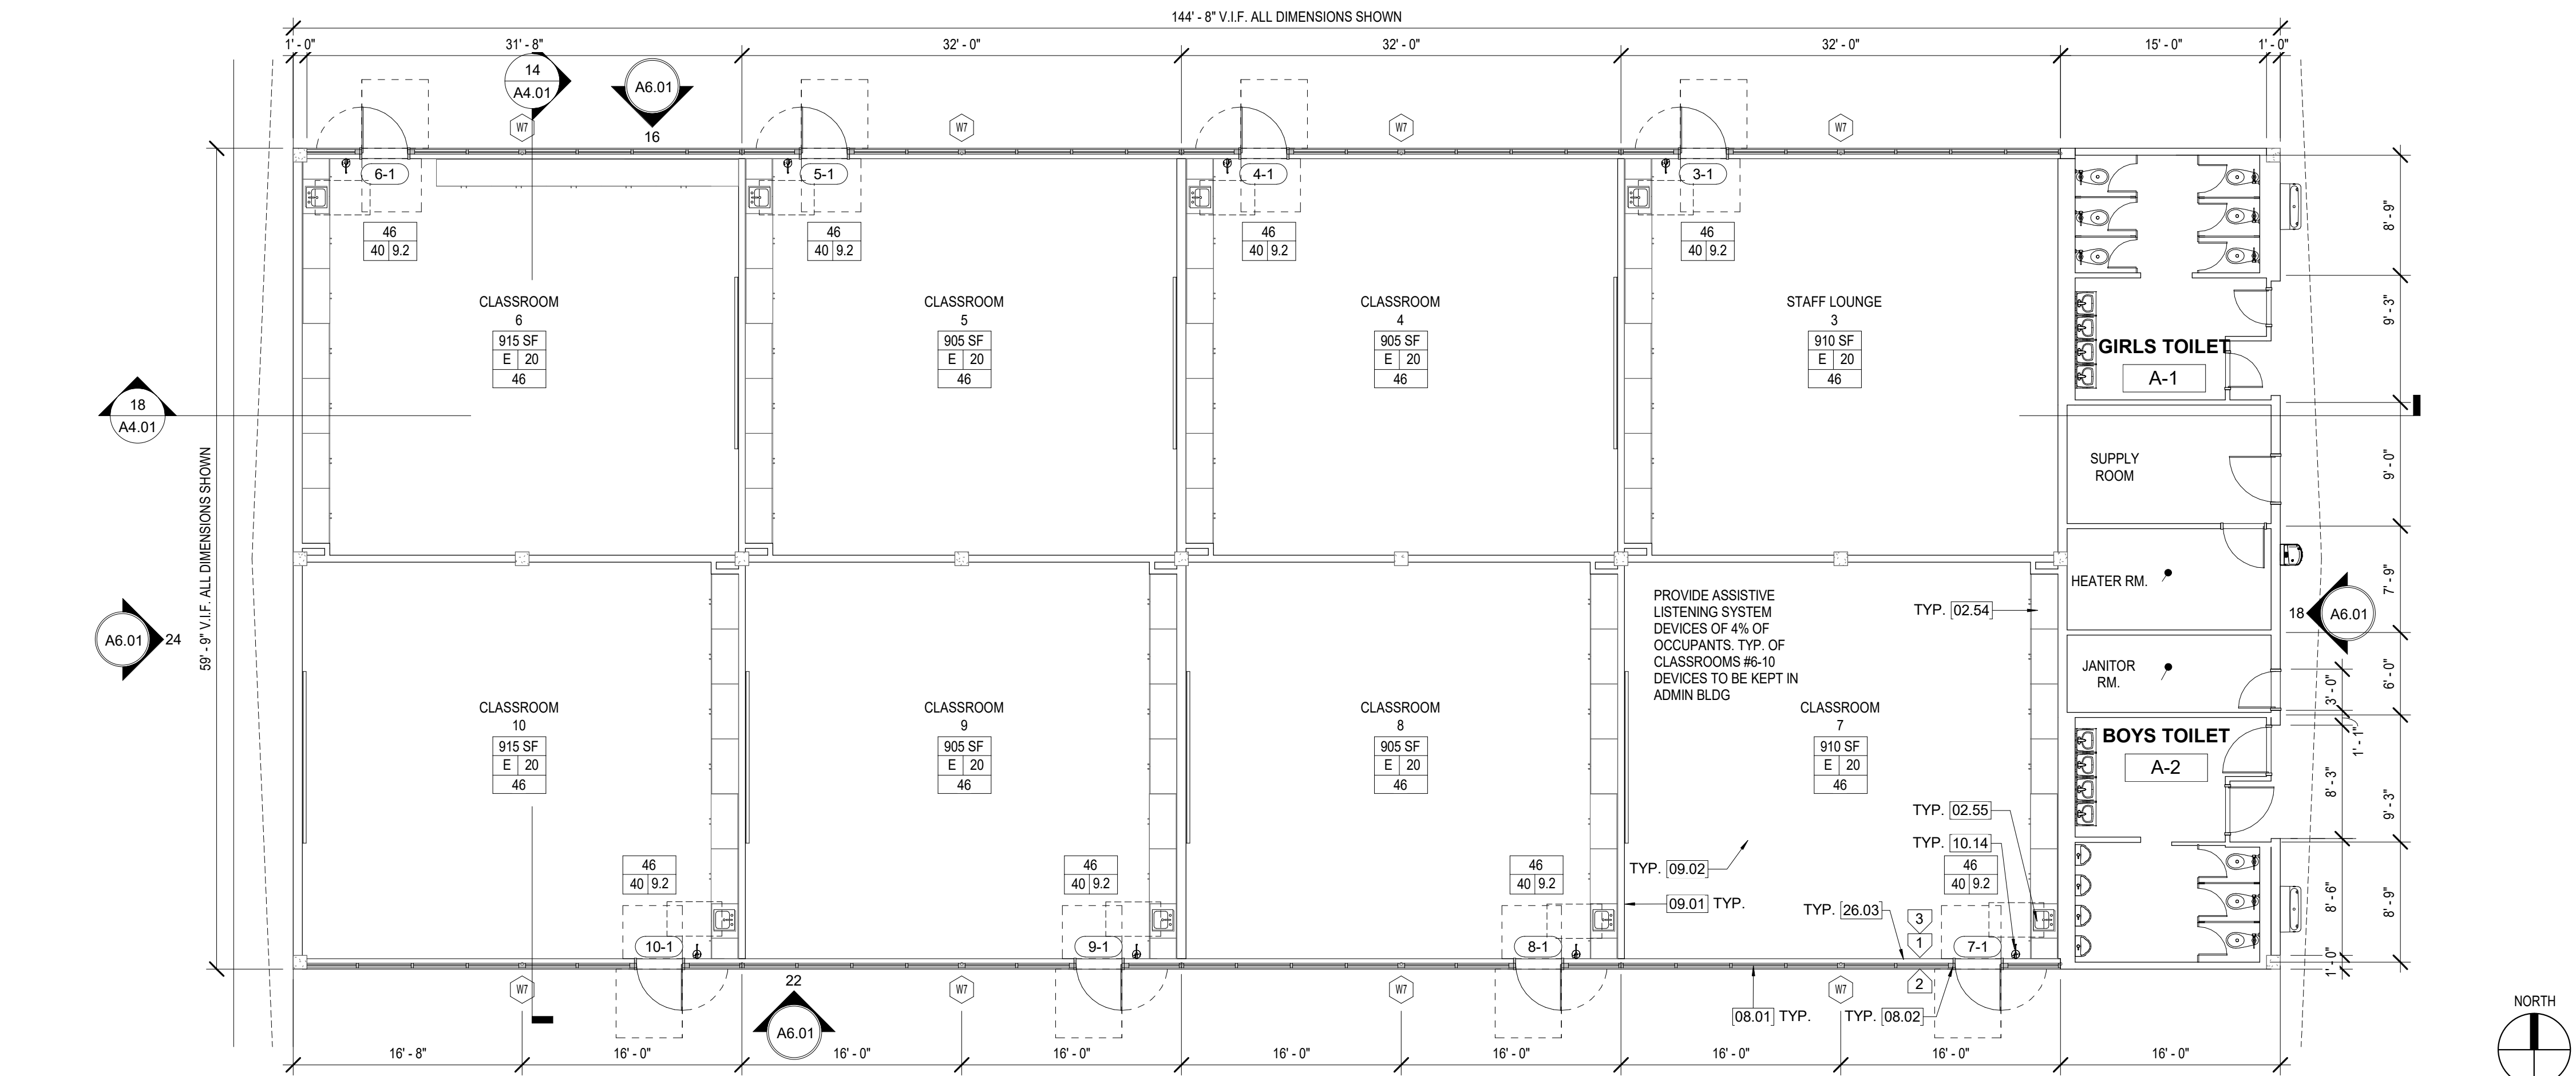 144' - 8" V.I.F. ALL DIMENSIONS SHOWN
1' - 0"
31' - 8"
32' - 0"
32' - 0"
32' - 0"
15' - 0"
1' - 0"
14
A4.01
A6.01
16
W7
W7
W7
W7
6-1
5-1
4-1
3-1
46
40 9.2
46
40 9.2
46
40 9.2
46
40 9.2
CLASSROOM
6
915 SF
E 20
46
CLASSROOM
5
905 SF
E 20
46
CLASSROOM
4
905 SF
E 20
46
STAFF LOUNGE
3
910 SF
E 20
46
GIRLS TOILET
A-1
8' - 9"
9' - 3"
18
A4.01
SUPPLY
ROOM
9' - 0"
59' - 9" V.I.F. ALL DIMENSIONS SHOWN
HEATER RM.
7' - 9"
A6.01
24
18
A6.01
PROVIDE ASSISTIVE
LISTENING SYSTEM
DEVICES OF 4% OF
OCCUPANTS. TYP. OF
CLASSROOMS #6-10
DEVICES TO BE KEPT IN
ADMIN BLDG
TYP. 02.54
JANITOR
RM.
6' - 0"
3' - 0"
1' - 1"
CLASSROOM
10
915 SF
E 20
46
CLASSROOM
9
905 SF
E 20
46
CLASSROOM
8
905 SF
E 20
46
CLASSROOM
7
910 SF
E 20
46
BOYS TOILET
A-2
8' - 3"
9' - 3"
TYP. 02.55
TYP. 10.14
46
40 9.2
46
40 9.2
46
40 9.2
46
40 9.2
TYP. 09.02
09.01 TYP.
TYP. 26.03
3
1
2
8' - 6"
8' - 9"
1' - 0"
10-1
9-1
8-1
7-1
W7
W7
W7
W7
22
A6.01
08.01 TYP.
TYP. 08.02
NORTH
16' - 8"
16' - 0"
16' - 0"
16' - 0"
16' - 0"
16' - 0"
16' - 0"
16' - 0"
16' - 0"